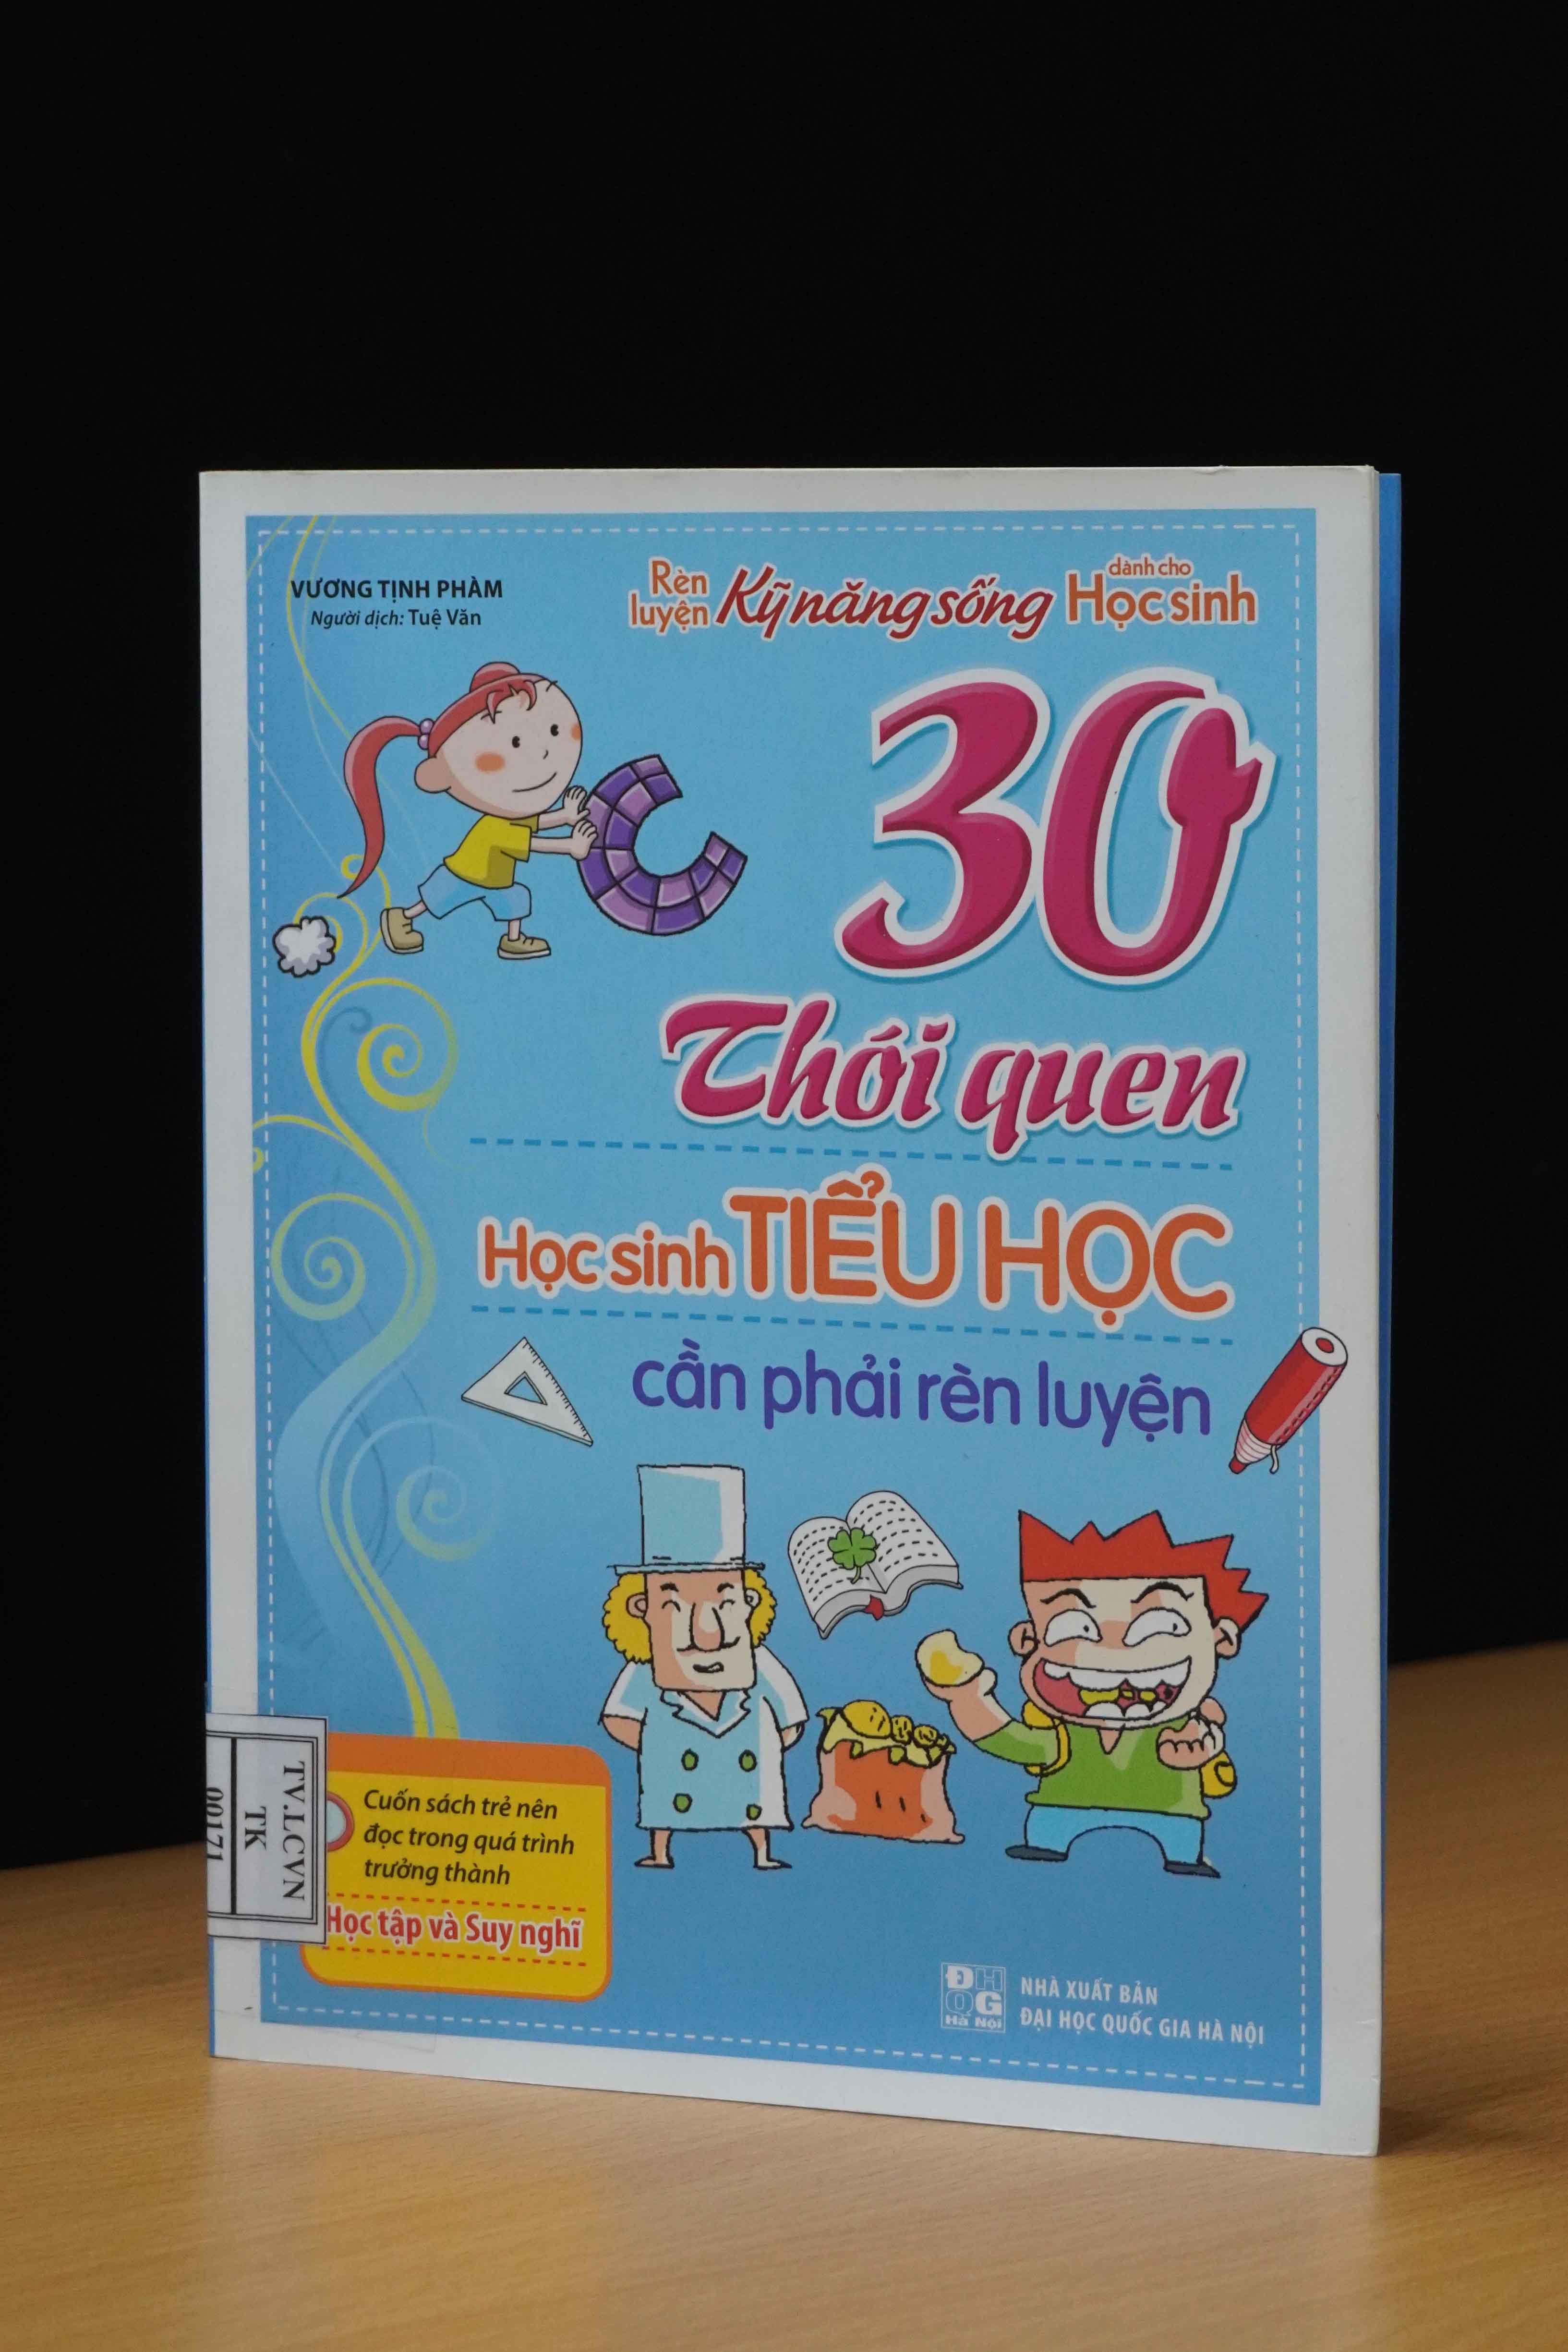 VƯƠNG TỊNH PHÀM
Người dịch: Tuệ Văn
Rèn luyện Kỹ năng sống dành cho Học sinh
30
Thói quen
Học sinh TIỂU HỌC
cần phải rèn luyện
Cuốn sách trẻ nên
đọc trong quá trình
trưởng thành
Học tập và Suy nghĩ
TV.LCVN
TK
00171
ĐH
QG
Hà Nội
NHÀ XUẤT BẢN
ĐẠI HỌC QUỐC GIA HÀ NỘI